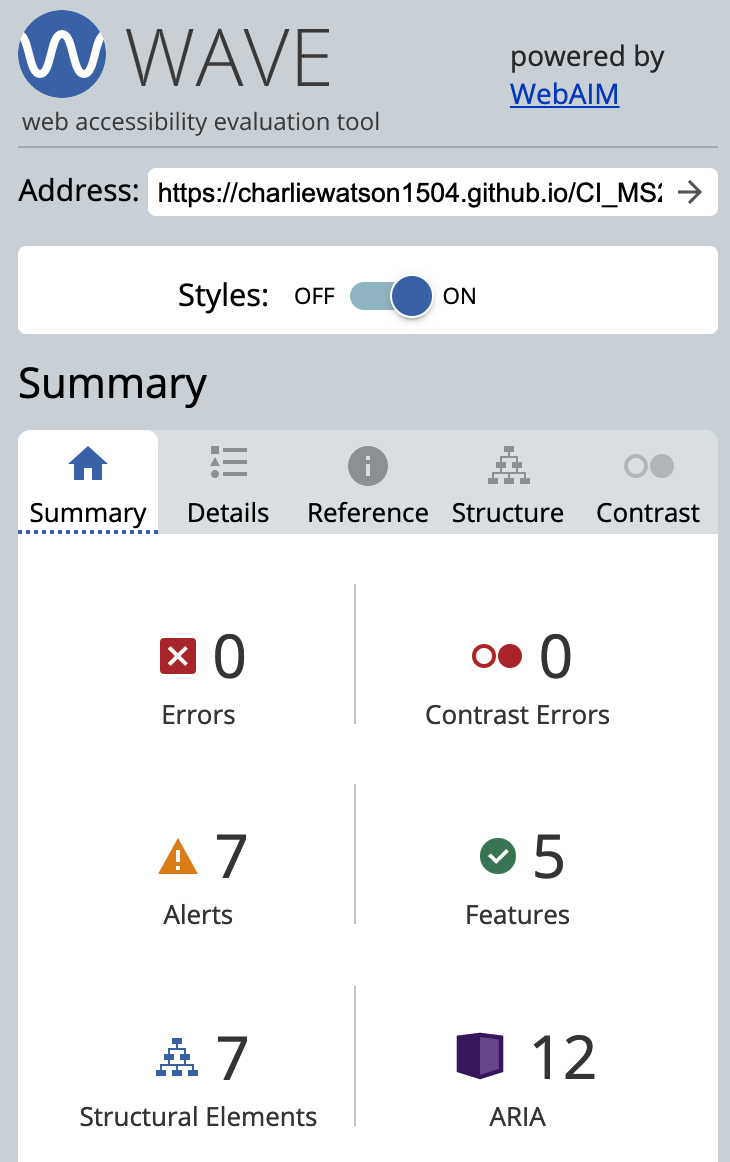 WAVE
web accessibility evaluation tool
powered by
WebAIM
Address: https://charliewatson1504.github.io/CI_MS2
Styles: OFF ON
Summary
Summary Details Reference Structure Contrast
0 0
Errors Contrast Errors
7 5
Alerts Features
7 12
Structural Elements ARIA